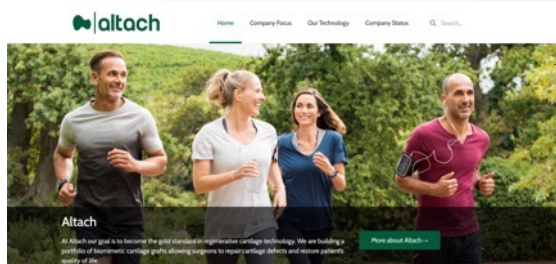 altach
Home Company Focus Our Technology Company Status Search...
Altach
At Altach our goal is to become the gold standard in regenerative cartilage technology. We are building a
portfolio of biomimetic cartilage grafts allowing surgeons to repair cartilage defects and restore patient's
quality of life.
More about Altach→